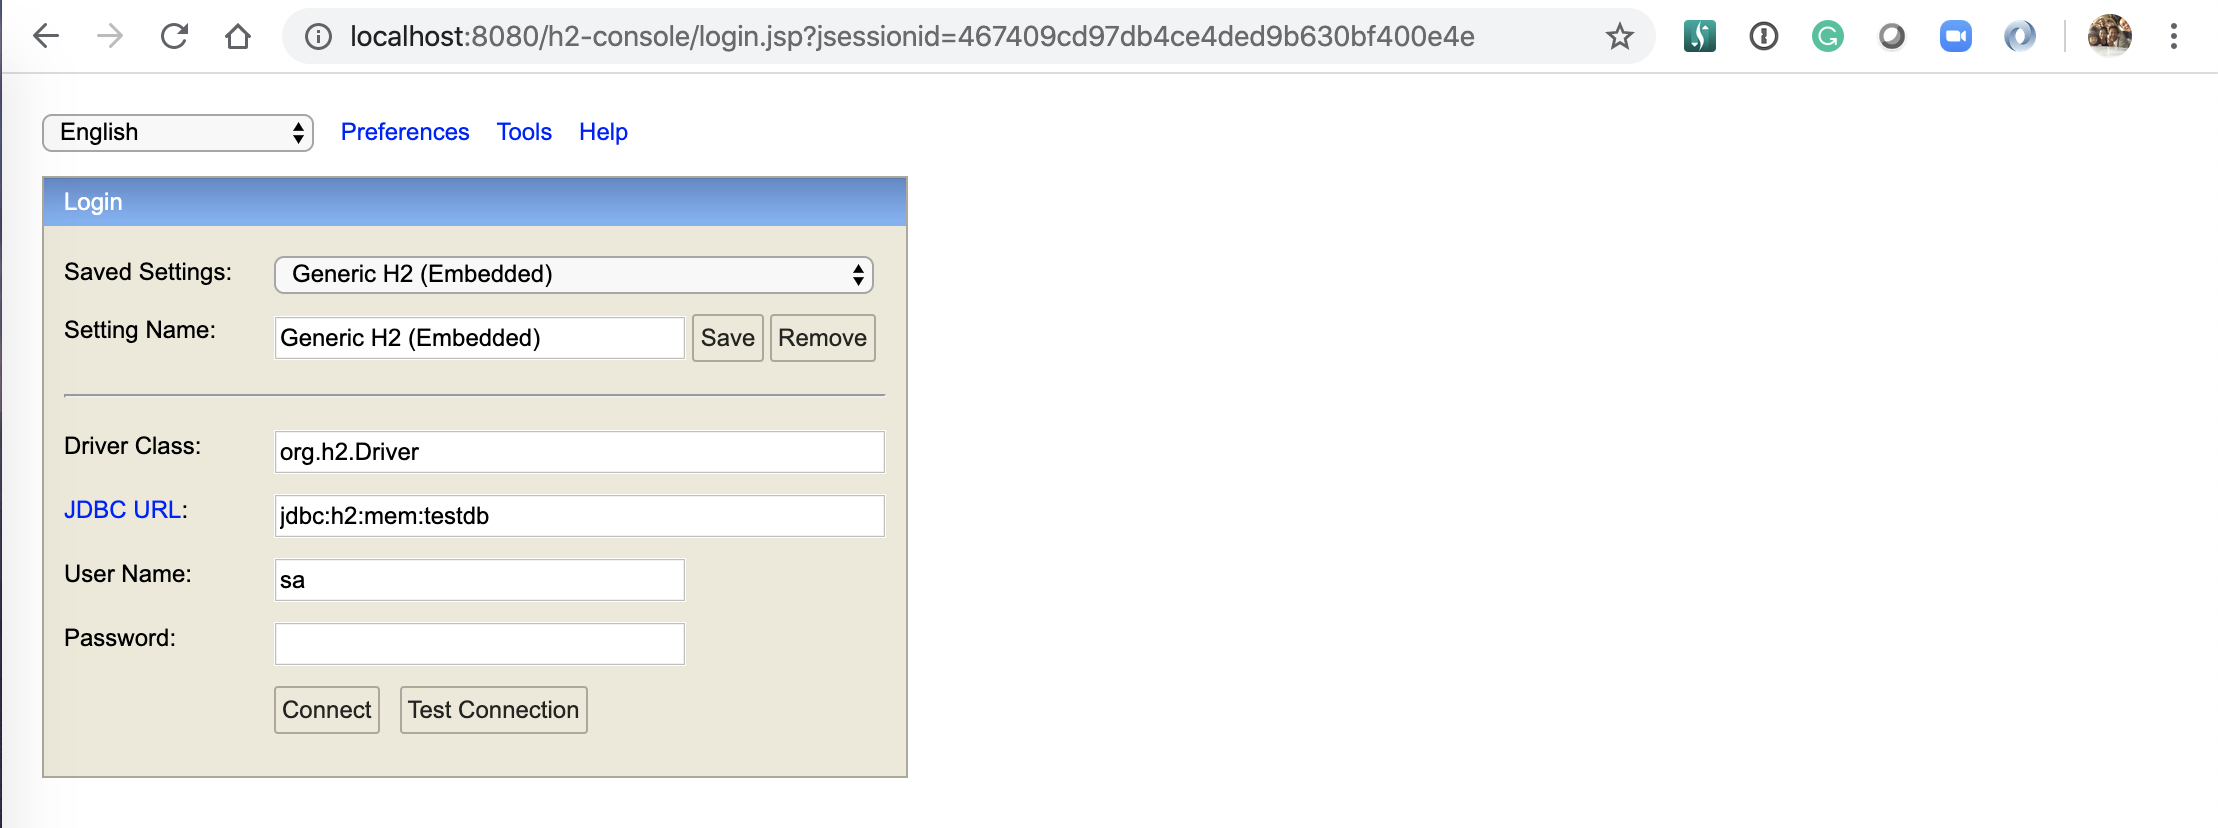 localhost:8080/h2-console/login.jsp?jsessionid=467409cd97db4ce4ded9b630bf400e4e
English Preferences Tools Help
Login
Saved Settings: Generic H2 (Embedded)
Setting Name: Generic H2 (Embedded) Save Remove
Driver Class: org.h2.Driver
JDBC URL: jdbc:h2:mem:testdb
User Name: sa
Password:
Connect Test Connection